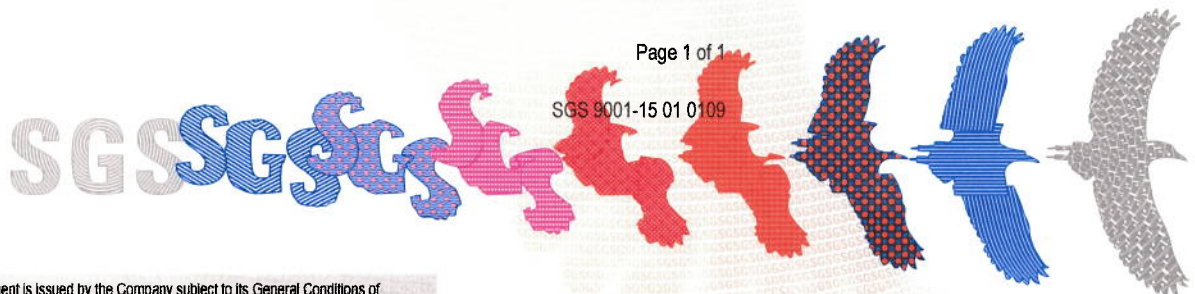 Page 1 of 1
SGS 9001-15 01 0109
SGS SGS SGS
ent is issued by the Company subject to its General Conditions of